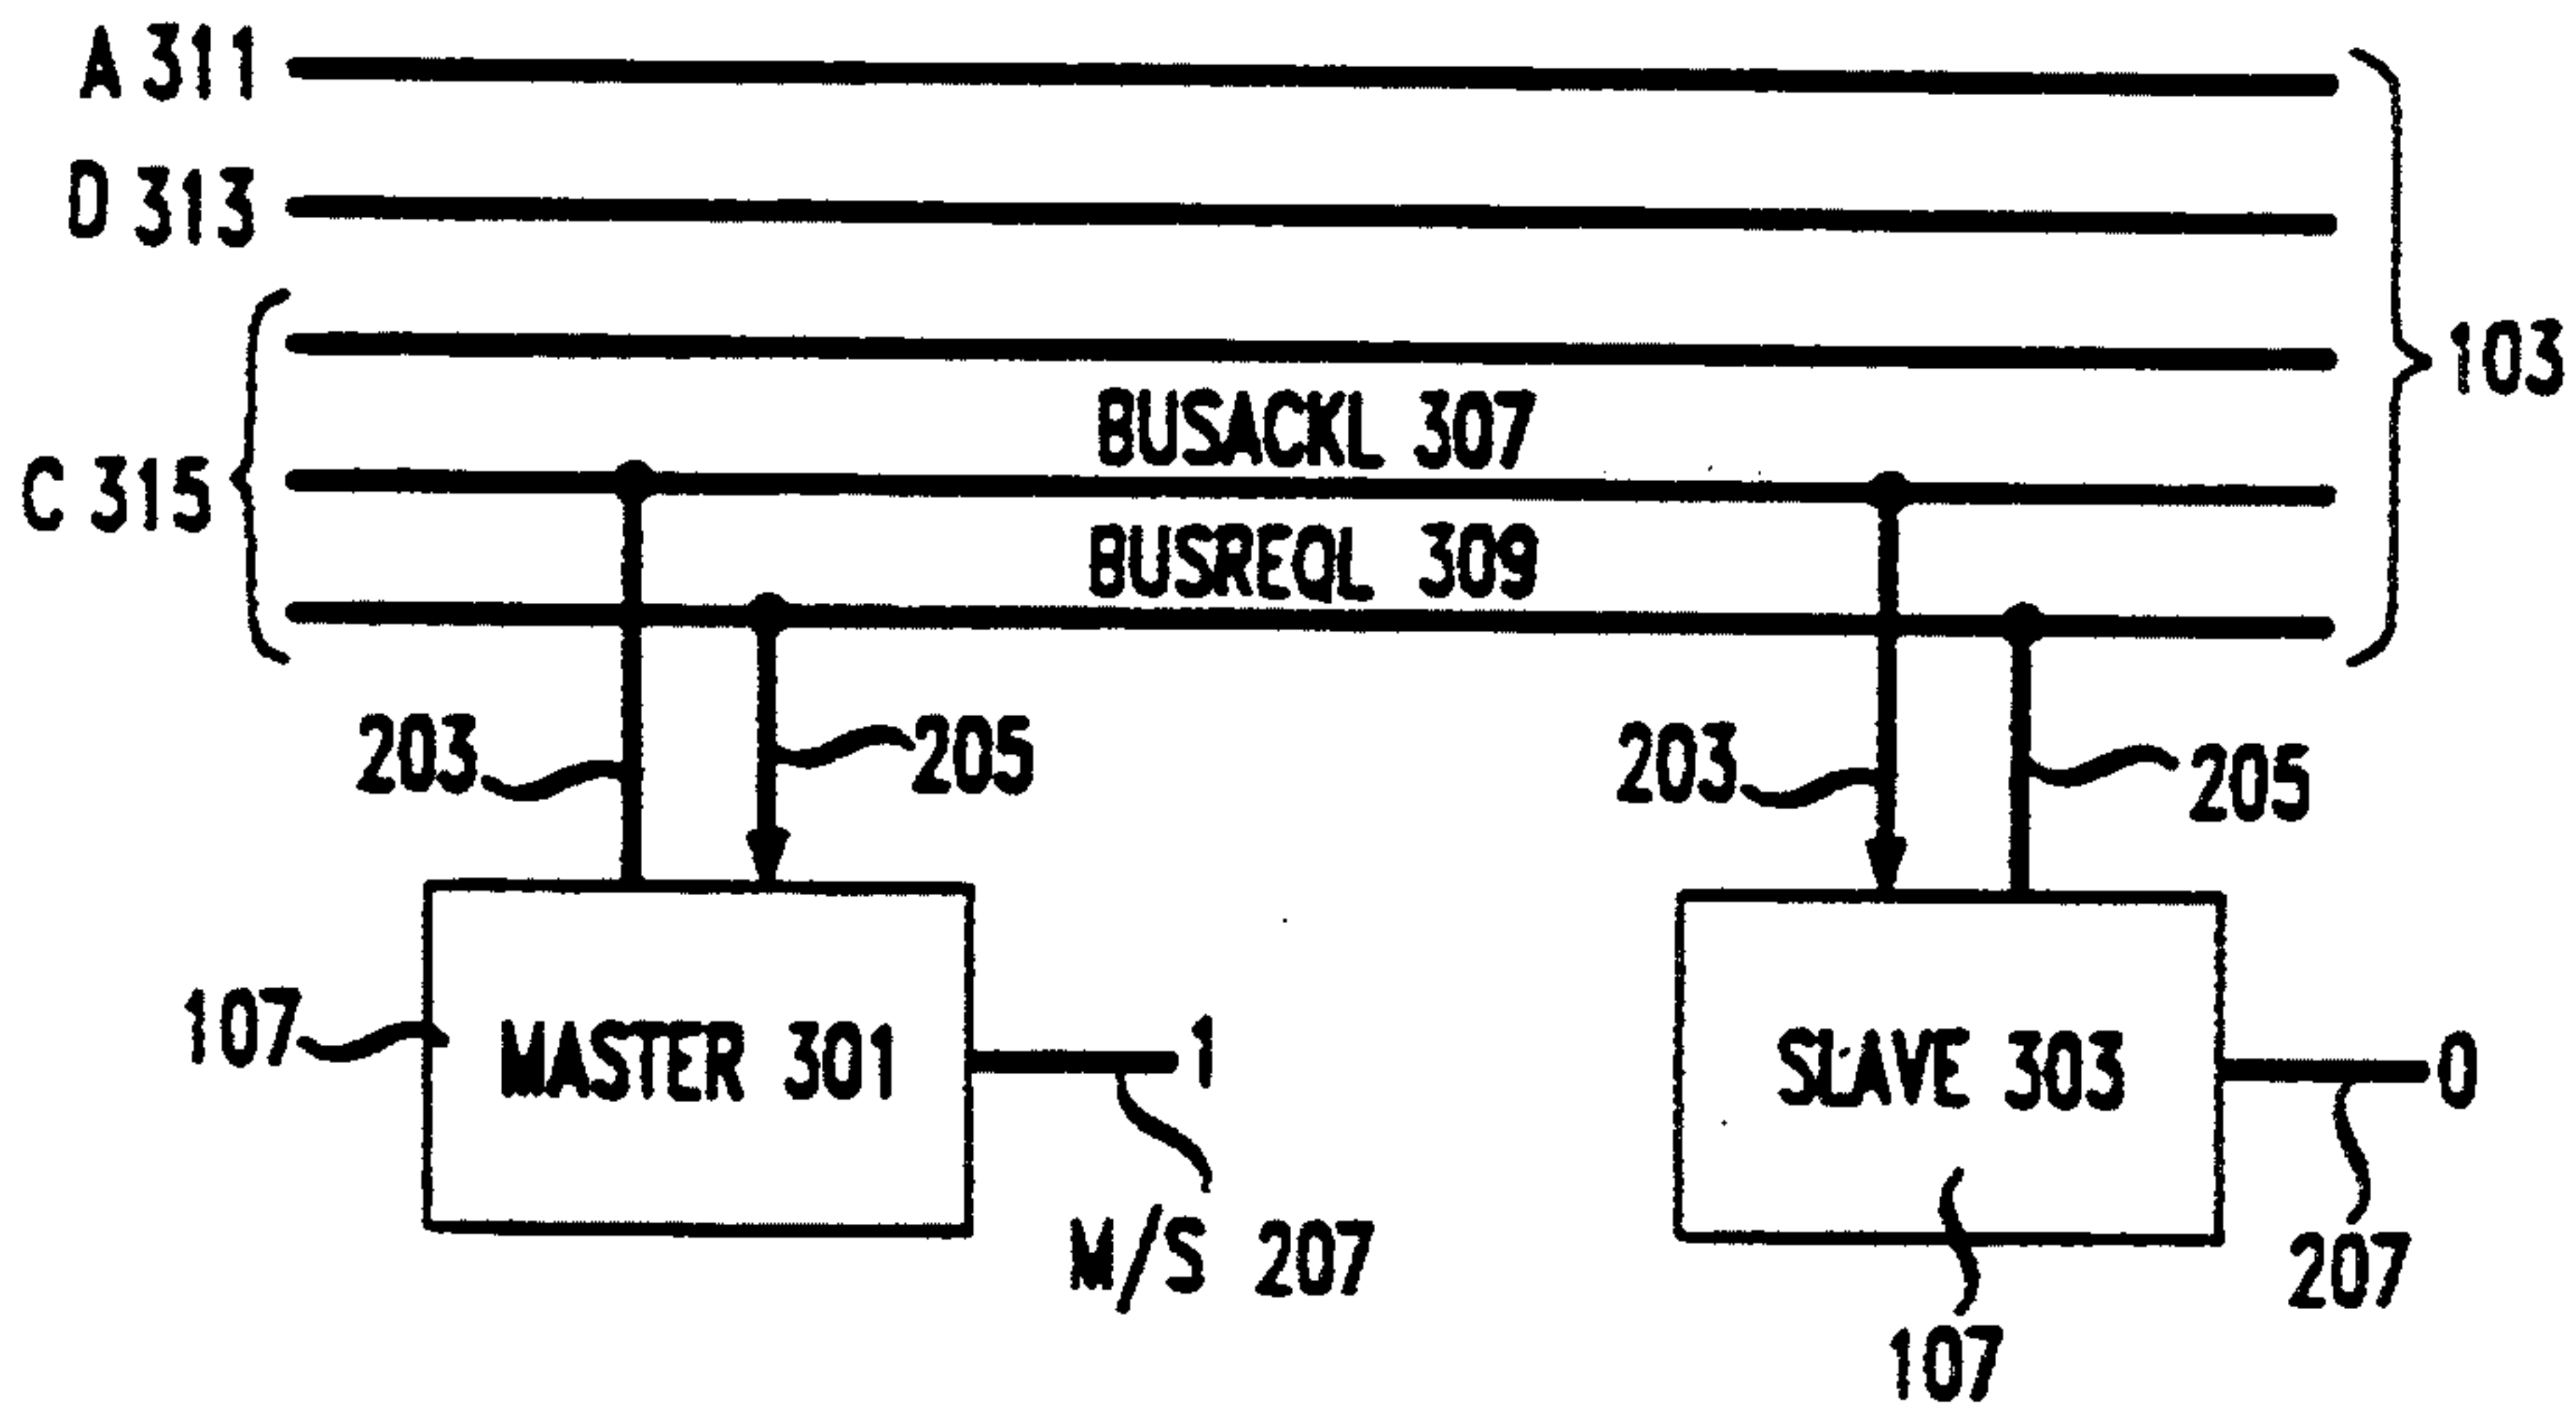 A 311
D 313
103
BUSACKL 307
C 315
BUSREQL 309
203
205
203
205
107
MASTER 301
1
SLAVE 303
0
M/S 207
207
107